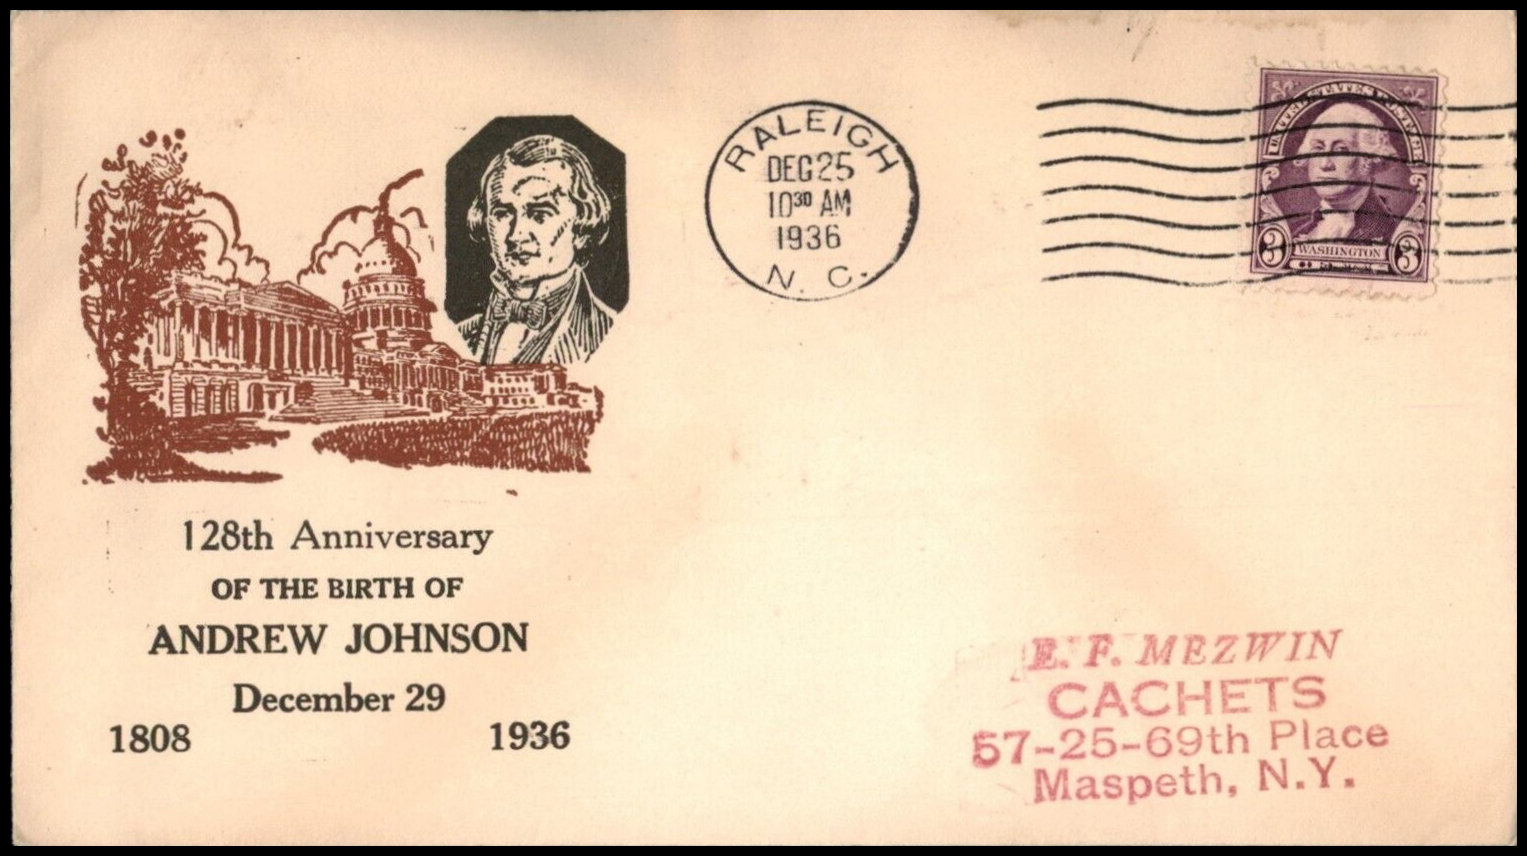 128th Anniversary
OF THE BIRTH OF
ANDREW JOHNSON
December 29
1808 1936
RALEIGH
DEC 25
10 30 AM
1936
N. C.
UNITED STATES POSTAGE
3 WASHINGTON 3
E. F. MEZWIN
CACHETS
57-25-69th Place
Maspeth, N.Y.